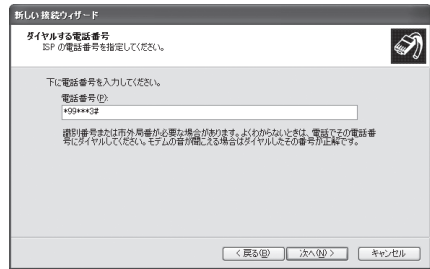 新しい接続ウィザード
ダイヤルする電話番号
ISP の電話番号を指定してください。
下に電話番号を入力してください。
電話番号(P):
*99***3#
識別番号または市外局番が必要な場合があります。よくわからないときは、電話でその電話番
号にダイヤルしてください。モデムの音が聞こえる場合はダイヤルしたその番号が正解です。
< 戻る(B)
次へ(N) >
キャンセル